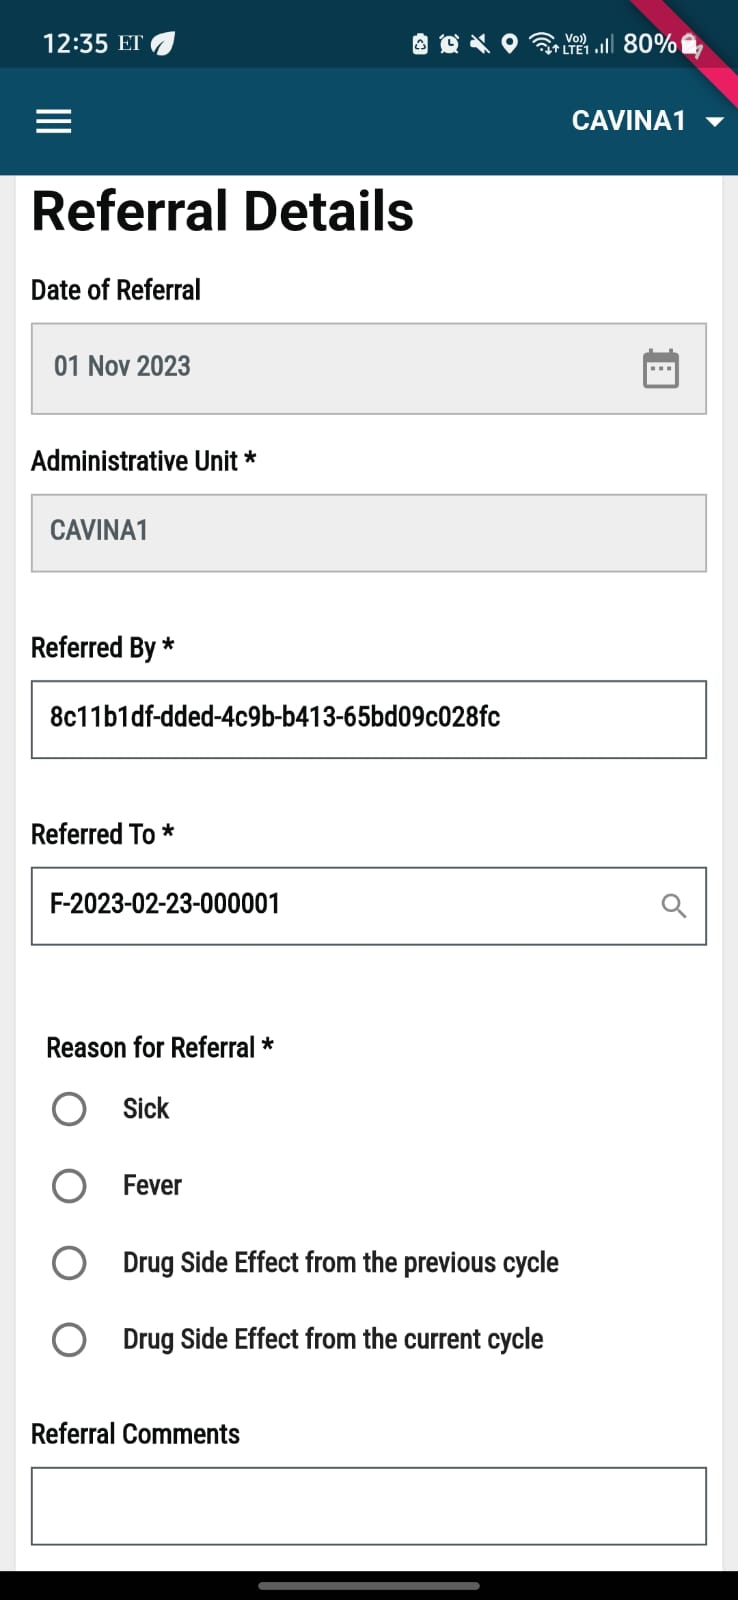 12:35 ET Vo)) LTE1 80%
CAVINA1
Referral Details
Date of Referral
01 Nov 2023
Administrative Unit *
CAVINA1
Referred By *
8c11b1df-dded-4c9b-b413-65bd09c028fc
Referred To *
F-2023-02-23-000001
Reason for Referral *
Sick
Fever
Drug Side Effect from the previous cycle
Drug Side Effect from the current cycle
Referral Comments